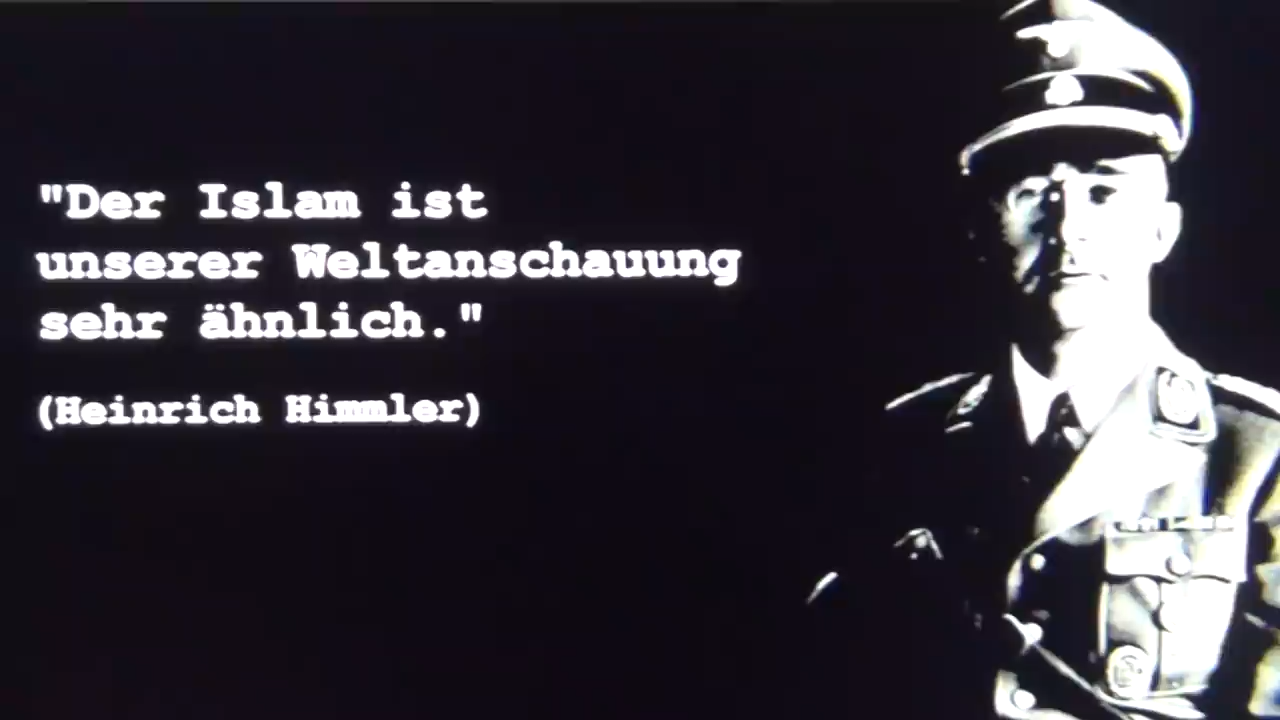 "Der Islam ist
unserer Weltanschauung
sehr ähnlich."
(Heinrich Himmler)